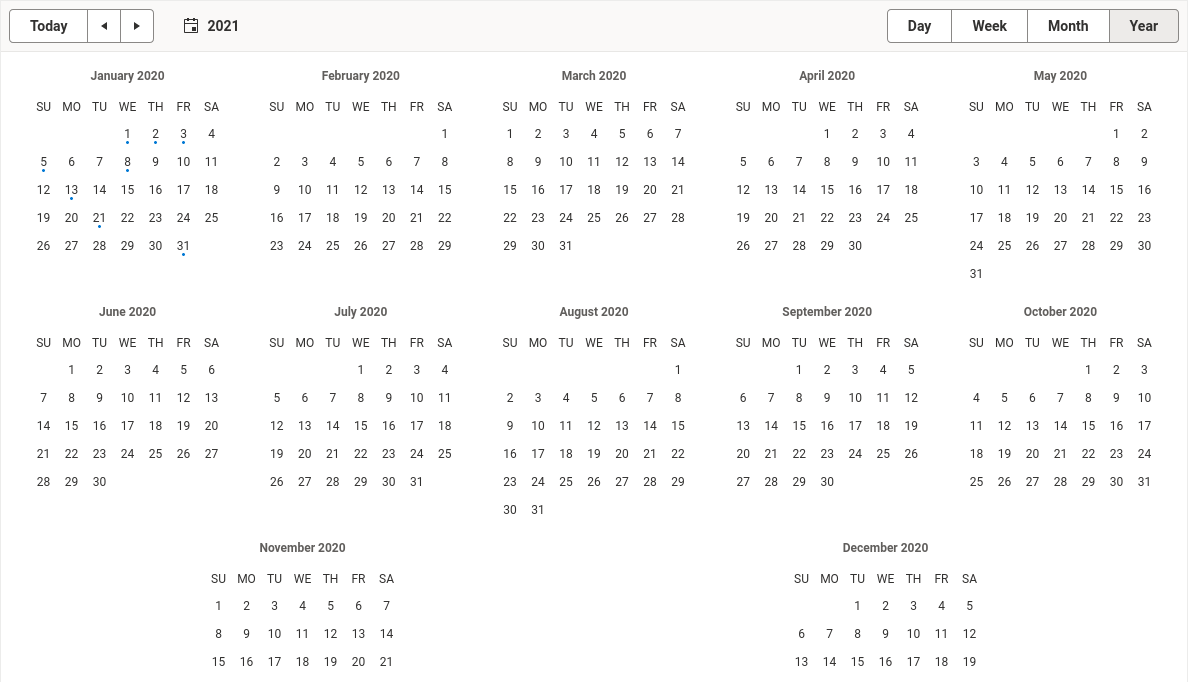 Today 2021 Day Week Month Year
January 2020 February 2020 March 2020 April 2020 May 2020
SU MO TU WE TH FR SA SU MO TU WE TH FR SA SU MO TU WE TH FR SA SU MO TU WE TH FR SA SU MO TU WE TH FR SA
1 2 3 4 1 1 2 3 4 5 6 7 1 2 3 4 1 2
5 6 7 8 9 10 11 2 3 4 5 6 7 8 8 9 10 11 12 13 14 5 6 7 8 9 10 11 3 4 5 6 7 8 9
12 13 14 15 16 17 18 9 10 11 12 13 14 15 15 16 17 18 19 20 21 12 13 14 15 16 17 18 10 11 12 13 14 15 16
19 20 21 22 23 24 25 16 17 18 19 20 21 22 22 23 24 25 26 27 28 19 20 21 22 23 24 25 17 18 19 20 21 22 23
26 27 28 29 30 31 23 24 25 26 27 28 29 29 30 31 26 27 28 29 30 24 25 26 27 28 29 30
31
June 2020 July 2020 August 2020 September 2020 October 2020
SU MO TU WE TH FR SA SU MO TU WE TH FR SA SU MO TU WE TH FR SA SU MO TU WE TH FR SA SU MO TU WE TH FR SA
1 2 3 4 5 6 1 2 3 4 1 1 2 3 4 5 1 2 3
7 8 9 10 11 12 13 5 6 7 8 9 10 11 2 3 4 5 6 7 8 6 7 8 9 10 11 12 4 5 6 7 8 9 10
14 15 16 17 18 19 20 12 13 14 15 16 17 18 9 10 11 12 13 14 15 13 14 15 16 17 18 19 11 12 13 14 15 16 17
21 22 23 24 25 26 27 19 20 21 22 23 24 25 16 17 18 19 20 21 22 20 21 22 23 24 25 26 18 19 20 21 22 23 24
28 29 30 26 27 28 29 30 31 23 24 25 26 27 28 29 27 28 29 30 25 26 27 28 29 30 31
30 31
November 2020 December 2020
SU MO TU WE TH FR SA SU MO TU WE TH FR SA
1 2 3 4 5 6 7 1 2 3 4 5
8 9 10 11 12 13 14 6 7 8 9 10 11 12
15 16 17 18 19 20 21 13 14 15 16 17 18 19